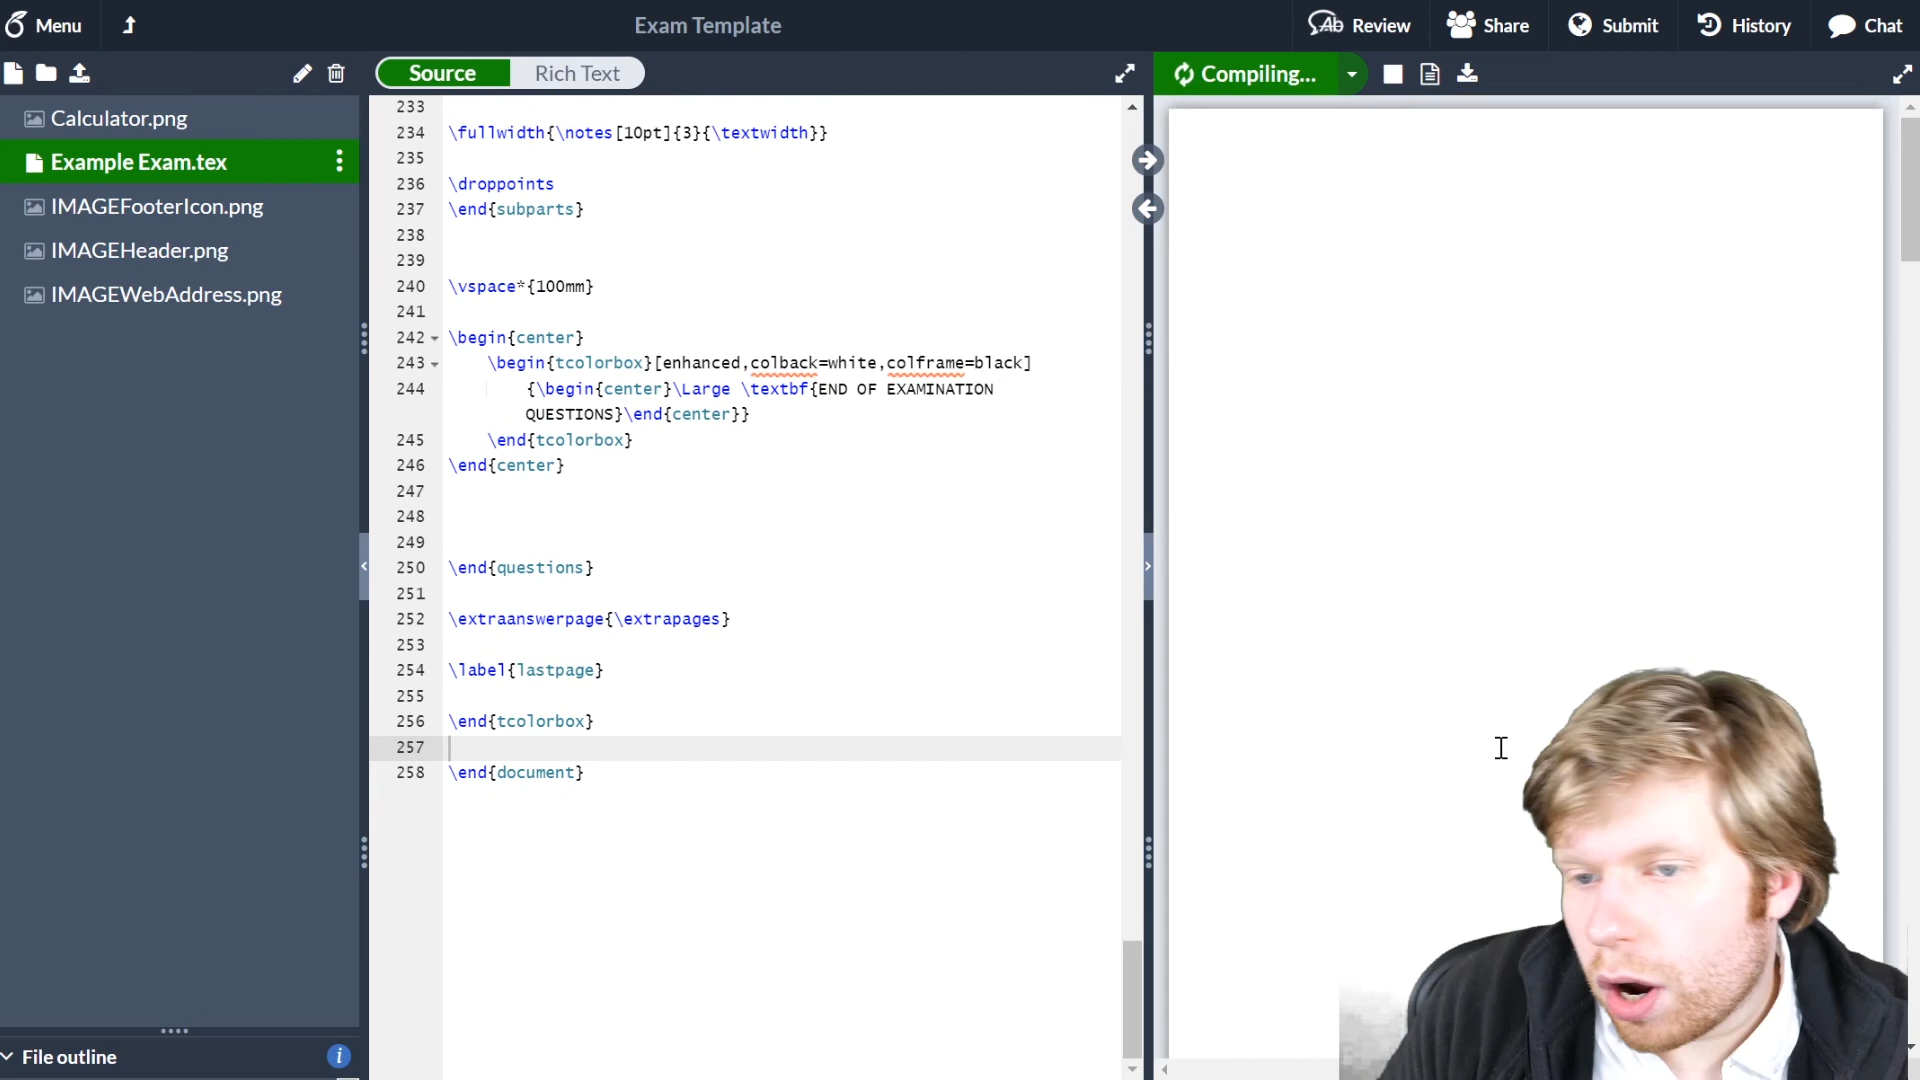 Menu
Exam Template
Review
Share
Submit
History
Chat
Source
Rich Text
Compiling...
Calculator.png
Example Exam.tex
IMAGEFooterIcon.png
IMAGEHeader.png
IMAGEWebAddress.png
File outline
233
234 \fullwidth{\notes[10pt]{3}{\textwidth}}
235
236 \droppoints
237 \end{subparts}
238
239
240 \vspace*{100mm}
241
242 \begin{center}
243 \begin{tcolorbox}[enhanced,colback=white,colframe=black]
244 {\begin{center}\Large \textbf{END OF EXAMINATION
QUESTIONS}\end{center}}
245 \end{tcolorbox}
246 \end{center}
247
248
249
250 \end{questions}
251
252 \extraanswerpage{\extrapages}
253
254 \label{lastpage}
255
256 \end{tcolorbox}
257
258 \end{document}